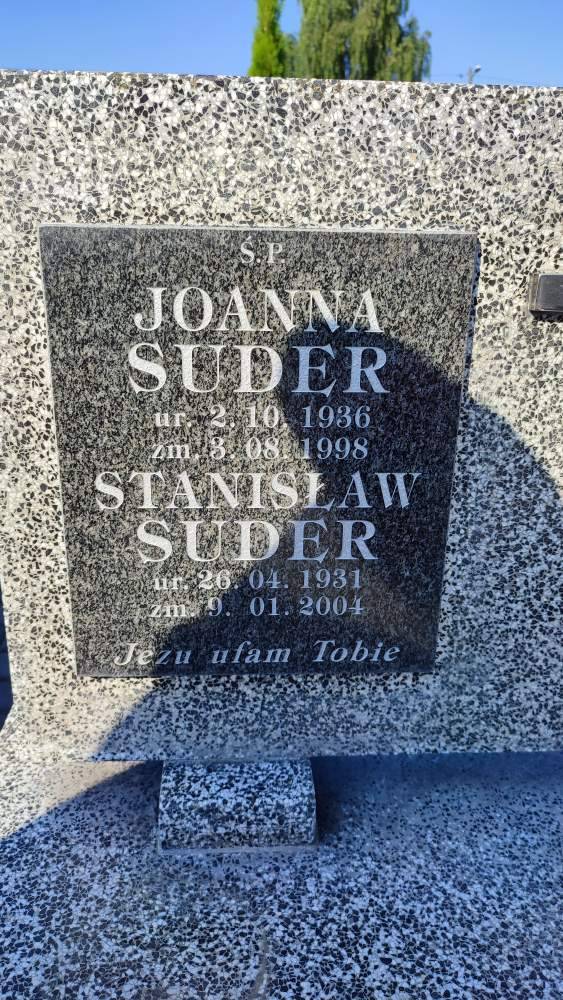 Ś.P.
JOANNA
SUDER
ur. 2. 10. 1936
zm. 3. 08. 1998
STANISŁAW
SUDER
ur. 26. 04. 1931
zm. 9. 01. 2004
Jezu ufam Tobie